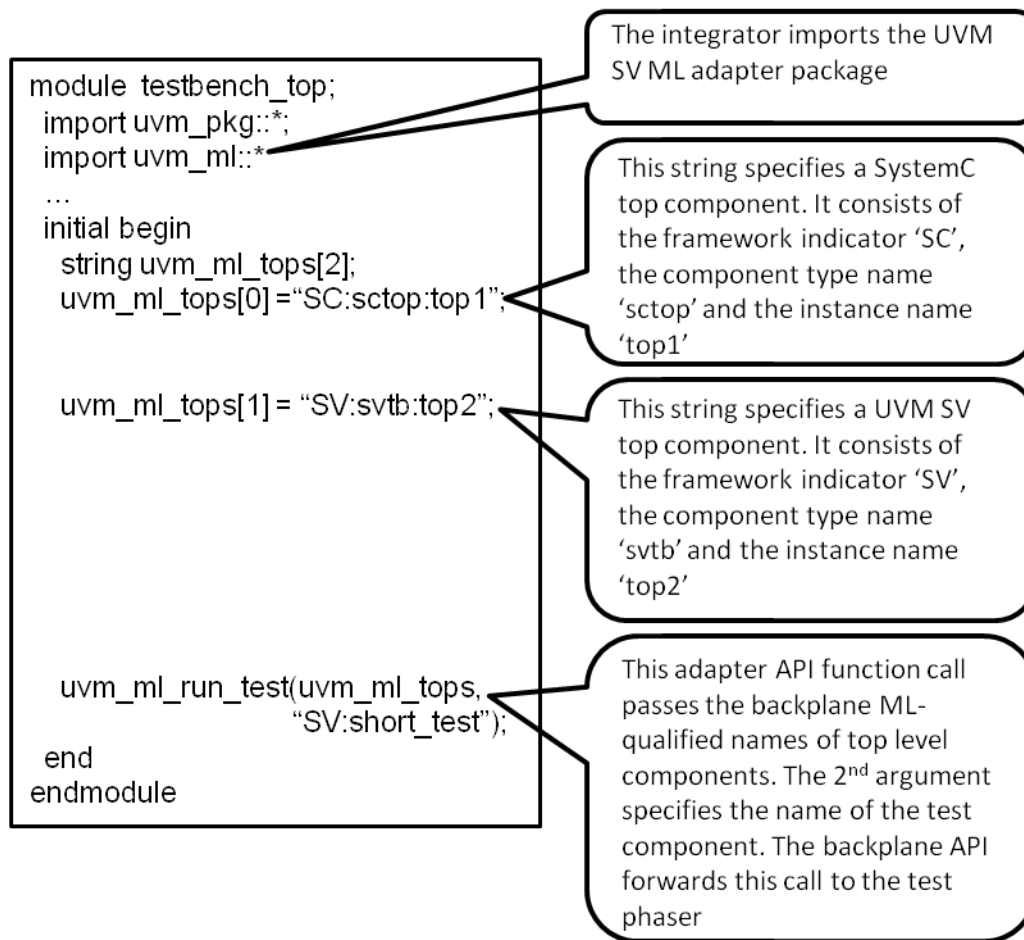 module testbench_top;
import uvm_pkg::*;
import uvm_ml::*
...
initial begin
string uvm_ml_tops[2];
uvm_ml_tops[0] =“SC:sctop:top1”;
uvm_ml_tops[1] = “SV:svtb:top2”;
uvm_ml_run_test(uvm_ml_tops,
“SV:short_test”);
end
endmodule
The integrator imports the UVM
SV ML adapter package
This string specifies a SystemC
top component. It consists of
the framework indicator ‘SC’,
the component type name
‘sctop’ and the instance name
‘top1’
This string specifies a UVM SV
top component. It consists of
the framework indicator ‘SV’,
the component type name
‘svtb’ and the instance name
‘top2’
This adapter API function call
passes the backplane ML-
qualified names of top level
components. The 2nd argument
specifies the name of the test
component. The backplane API
forwards this call to the test
phaser